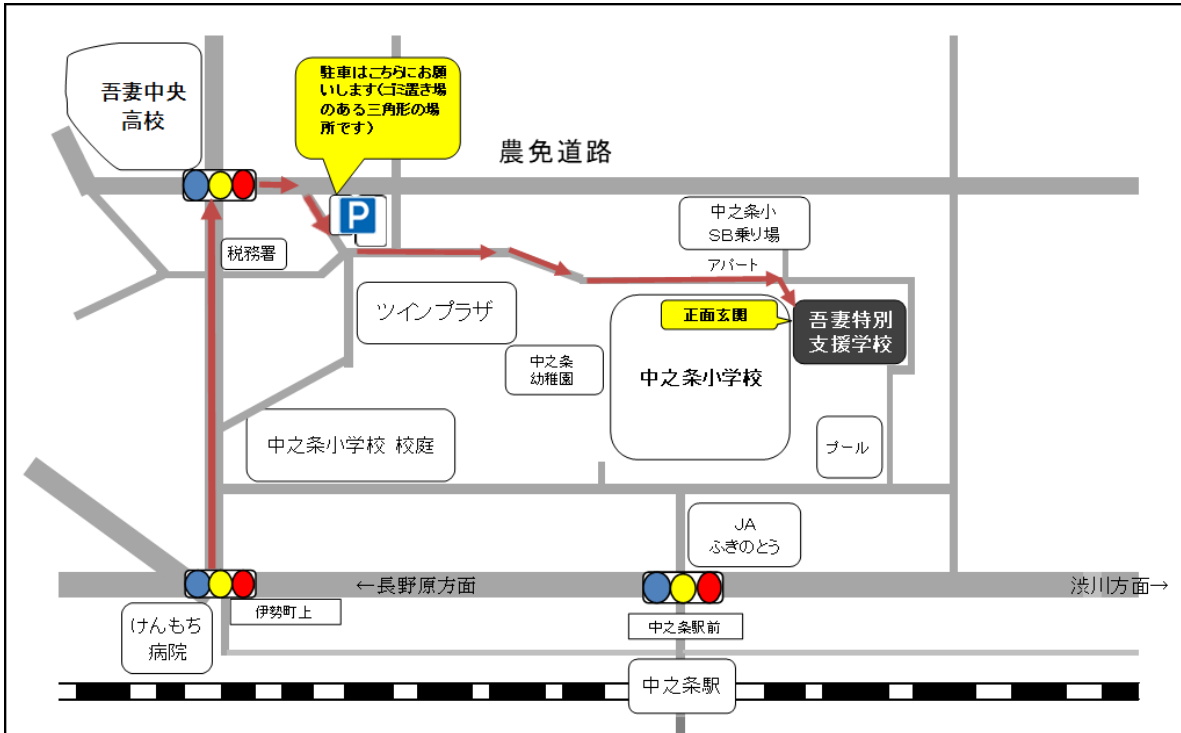 吾妻中央
高校
駐車はこちらにお願
いします(ゴミ置き場
のある三角形の場
所です)
農免道路
P
中之条小
SB乗り場
税務署
アパート
ツインプラザ
正面玄関
吾妻特別
支援学校
中之条
幼稚園
中之条小学校
中之条小学校 校庭
プール
JA
ふきのとう
←長野原方面
渋川方面→
伊勢町上
けんもち
病院
中之条駅前
中之条駅